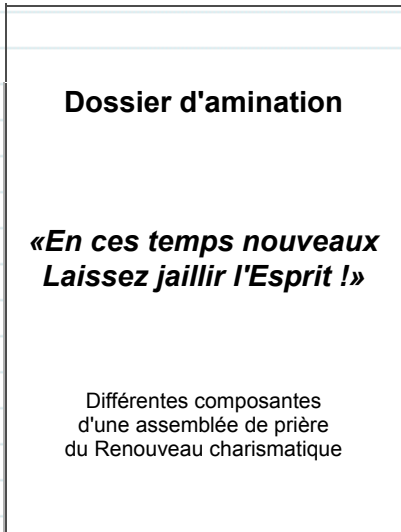 Dossier d'amination
«En ces temps nouveaux
Laissez jaillir l'Esprit !»
Différentes composantes
d'une assemblée de prière
du Renouveau charismatique